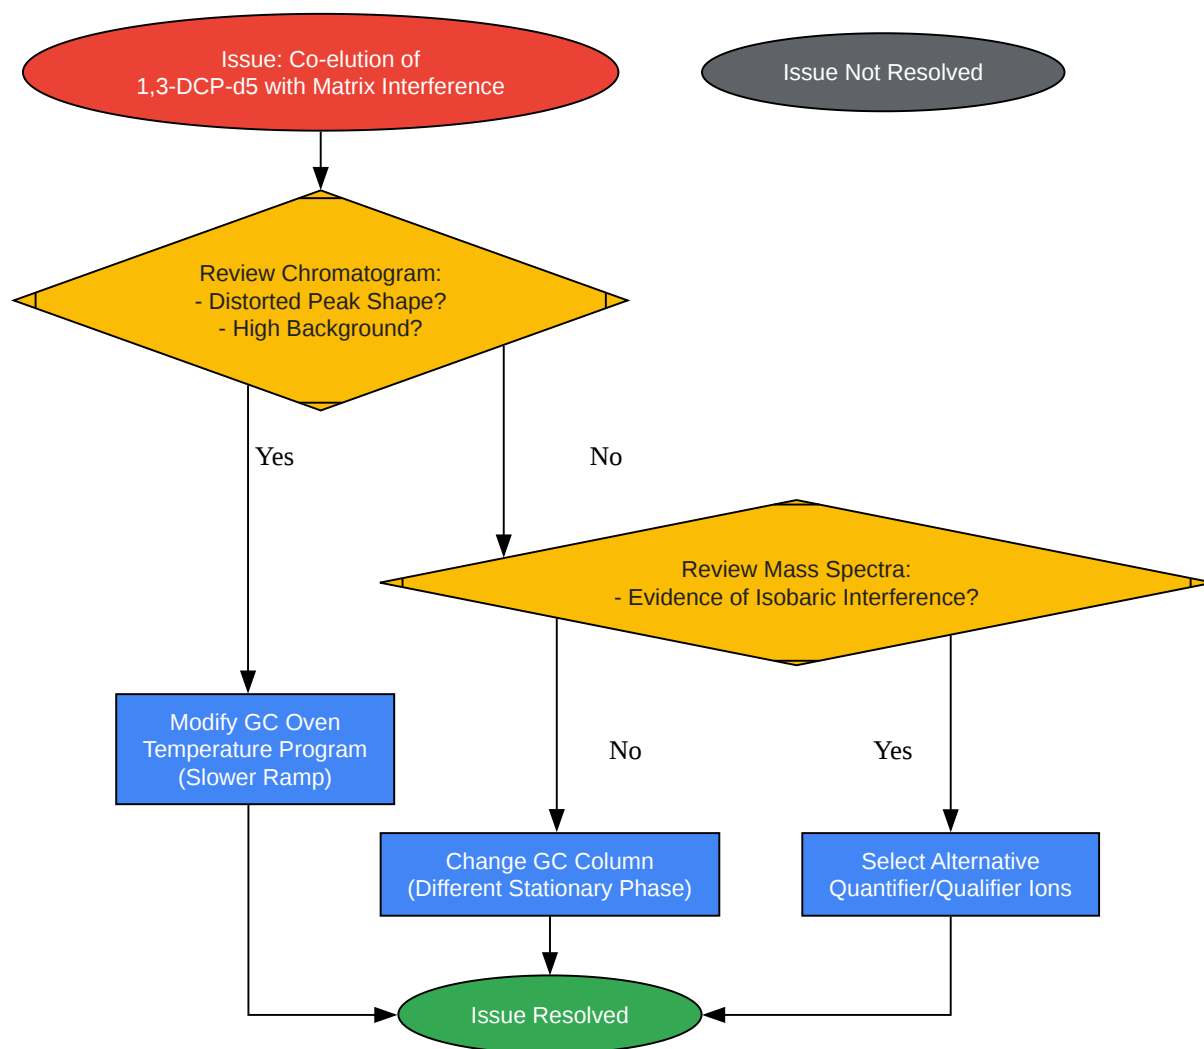 Issue: Co-elution of
1,3-DCP-d5 with Matrix Interference
Issue Not Resolved
Review Chromatogram:
- Distorted Peak Shape?
- High Background?
Yes
No
Review Mass Spectra:
- Evidence of Isobaric Interference?
Modify GC Oven
Temperature Program
(Slower Ramp)
No
Yes
Change GC Column
(Different Stationary Phase)
Select Alternative
Quantifier/Qualifier Ions
Issue Resolved